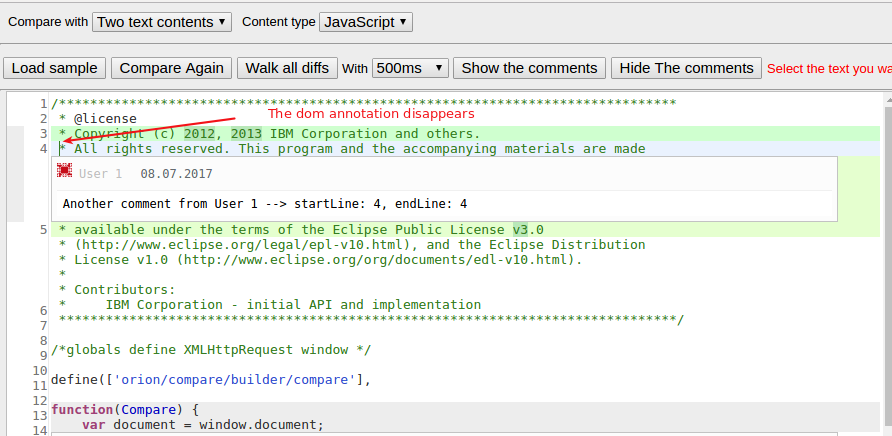 Compare with Two text contents Content type JavaScript
Load sample Compare Again Walk all diffs With 500ms Show the comments Hide The comments Select the text you wa
The dom annotation disappears
1 /*******************************************************************************
2 * @license
3 * Copyright (c) 2012, 2013 IBM Corporation and others.
4 * All rights reserved. This program and the accompanying materials are made
User 1 08.07.2017
Another comment from User 1 --> startLine: 4, endLine: 4
5 * available under the terms of the Eclipse Public License v3.0
* (http://www.eclipse.org/legal/epl-v10.html), and the Eclipse Distribution
* License v1.0 (http://www.eclipse.org/org/documents/edl-v10.html).
*
* Contributors:
6 * IBM Corporation - initial API and implementation
7 *******************************************************************************/
8
9 /*globals define XMLHttpRequest window */
10
11 define(['orion/compare/builder/compare'],
12
13 function(Compare) {
14 var document = window.document;